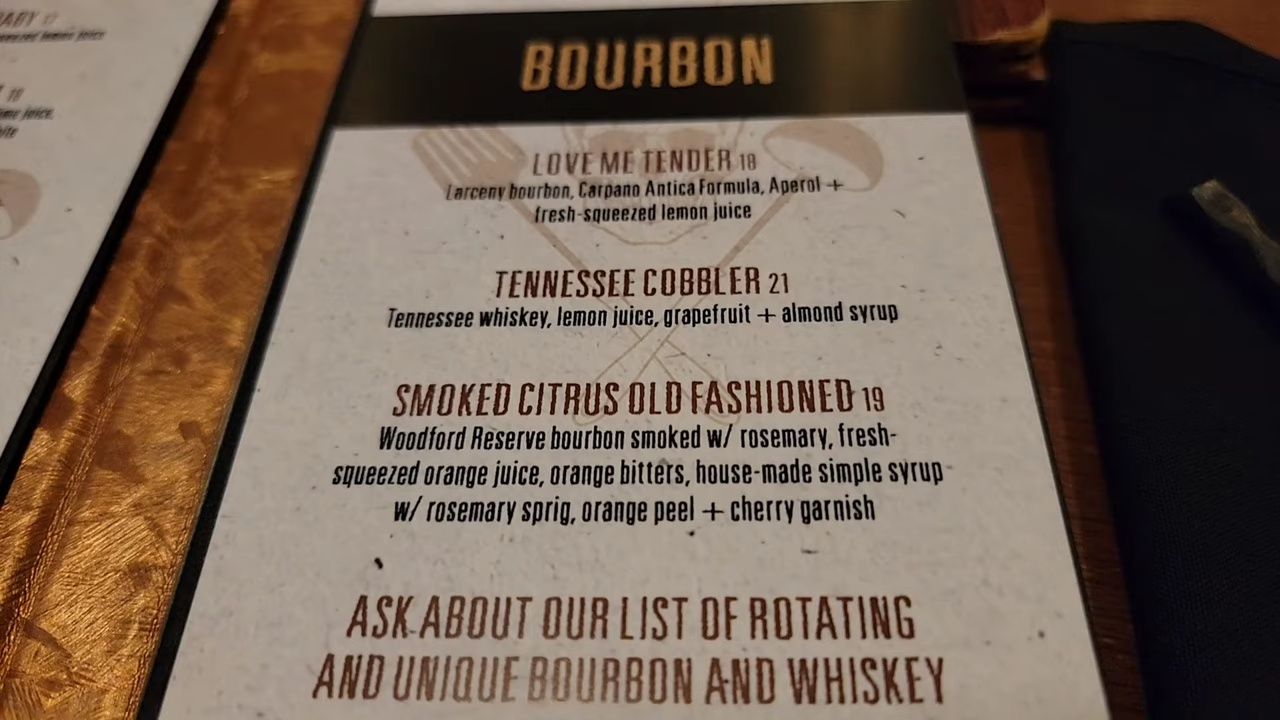 BOURBON
LOVE ME TENDER 18
Larceny bourbon, Carpano Antica Formula, Aperol +
fresh-squeezed lemon juice
TENNESSEE COBBLER 21
Tennessee whiskey, lemon juice, grapefruit + almond syrup
SMOKED CITRUS OLD FASHIONED 19
Woodford Reserve bourbon smoked w/ rosemary, fresh-
squeezed orange juice, orange bitters, house-made simple syrup
w/ rosemary sprig, orange peel + cherry garnish
ASK ABOUT OUR LIST OF ROTATING
AND UNIQUE BOURBON AND WHISKEY
lemon juice
juice,